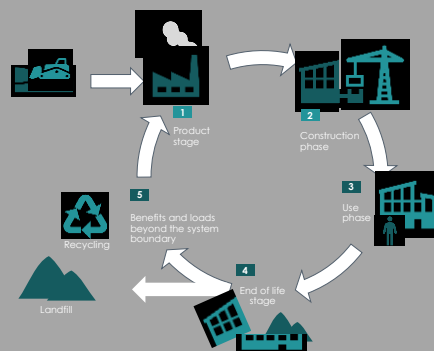 1
Product
stage
2
Construction
phase
3
Use
phase
4
End of life
stage
5
Benefits and loads
beyond the system
boundary
Recycling
Landfill